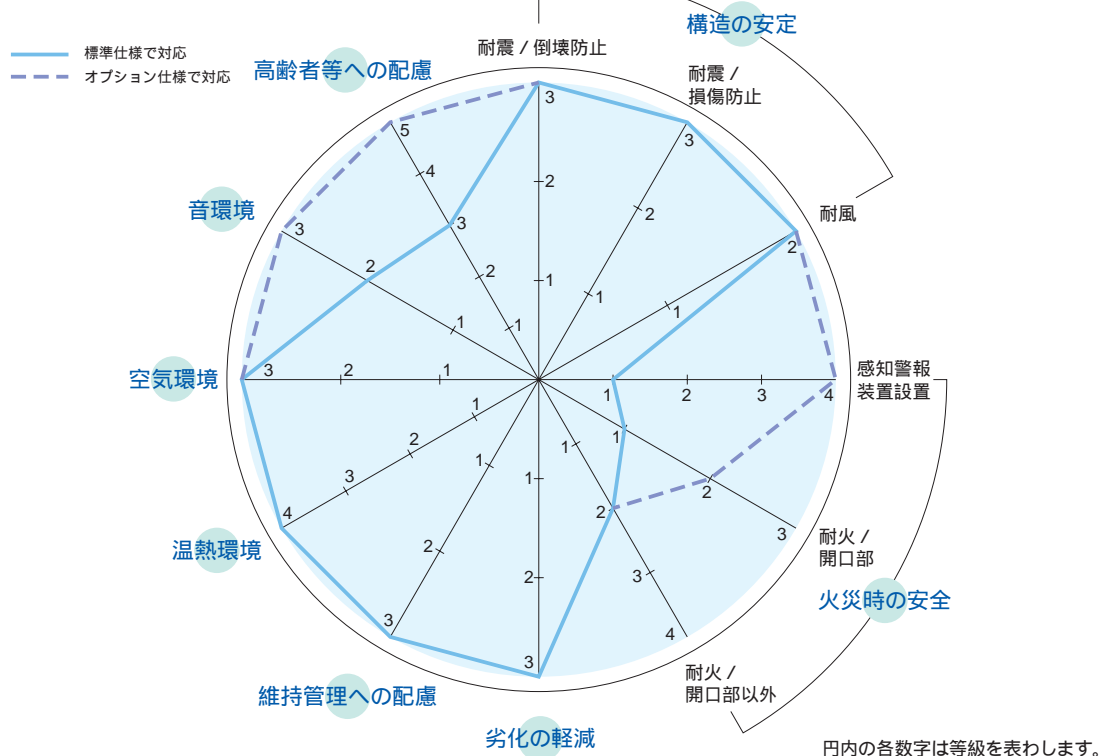 標準仕様で対応
オプション仕様で対応
構造の安定
耐震 / 倒壊防止
高齢者等への配慮
耐震 /
損傷防止
3
2
1
3
2
1
耐風
2
1
感知警報
装置設置
1
2
3
4
1
2
3
耐火 /
開口部
火災時の安全
1
2
3
4
耐火 /
開口部以外
1
2
3
劣化の軽減
1
2
3
維持管理への配慮
1
2
3
4
温熱環境
空気環境
3
2
1
音環境
3
2
1
5
4
3
2
1
円内の各数字は等級を表わします。